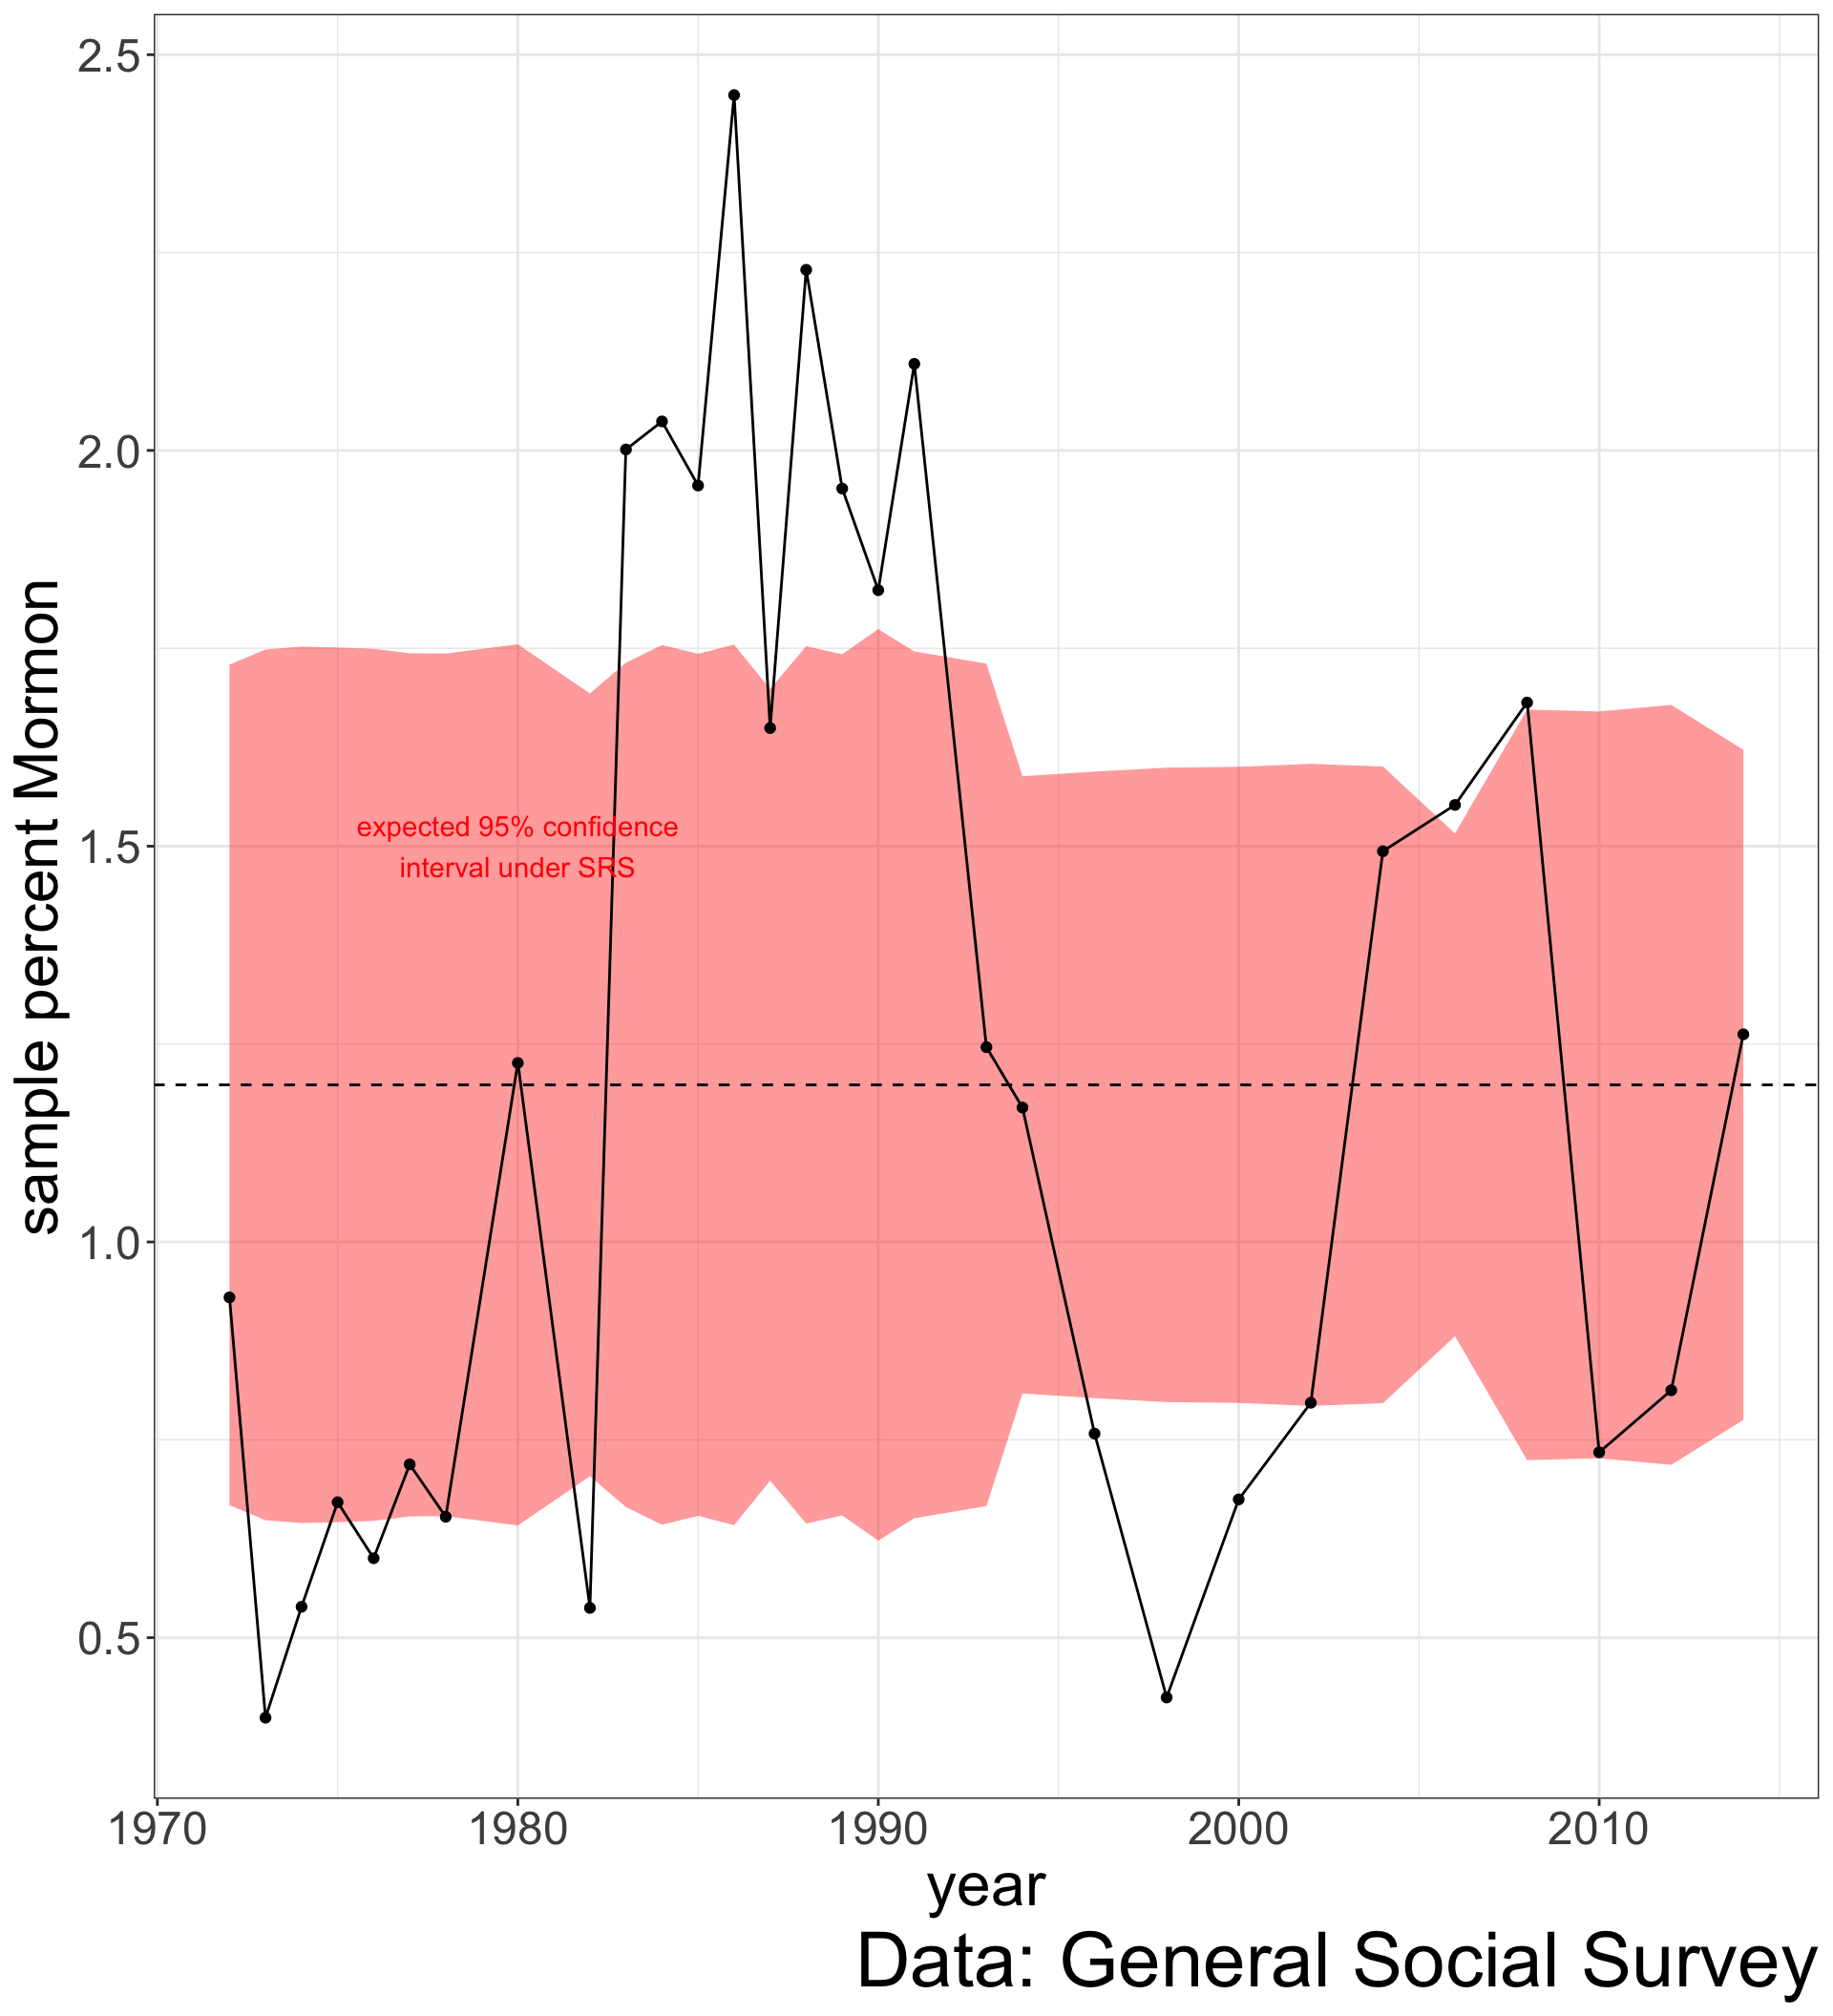 2.5
2.0
1.5
1.0
0.5
sample percent Mormon
expected 95% confidence
interval under SRS
1970 1980 1990 2000 2010
year
Data: General Social Survey